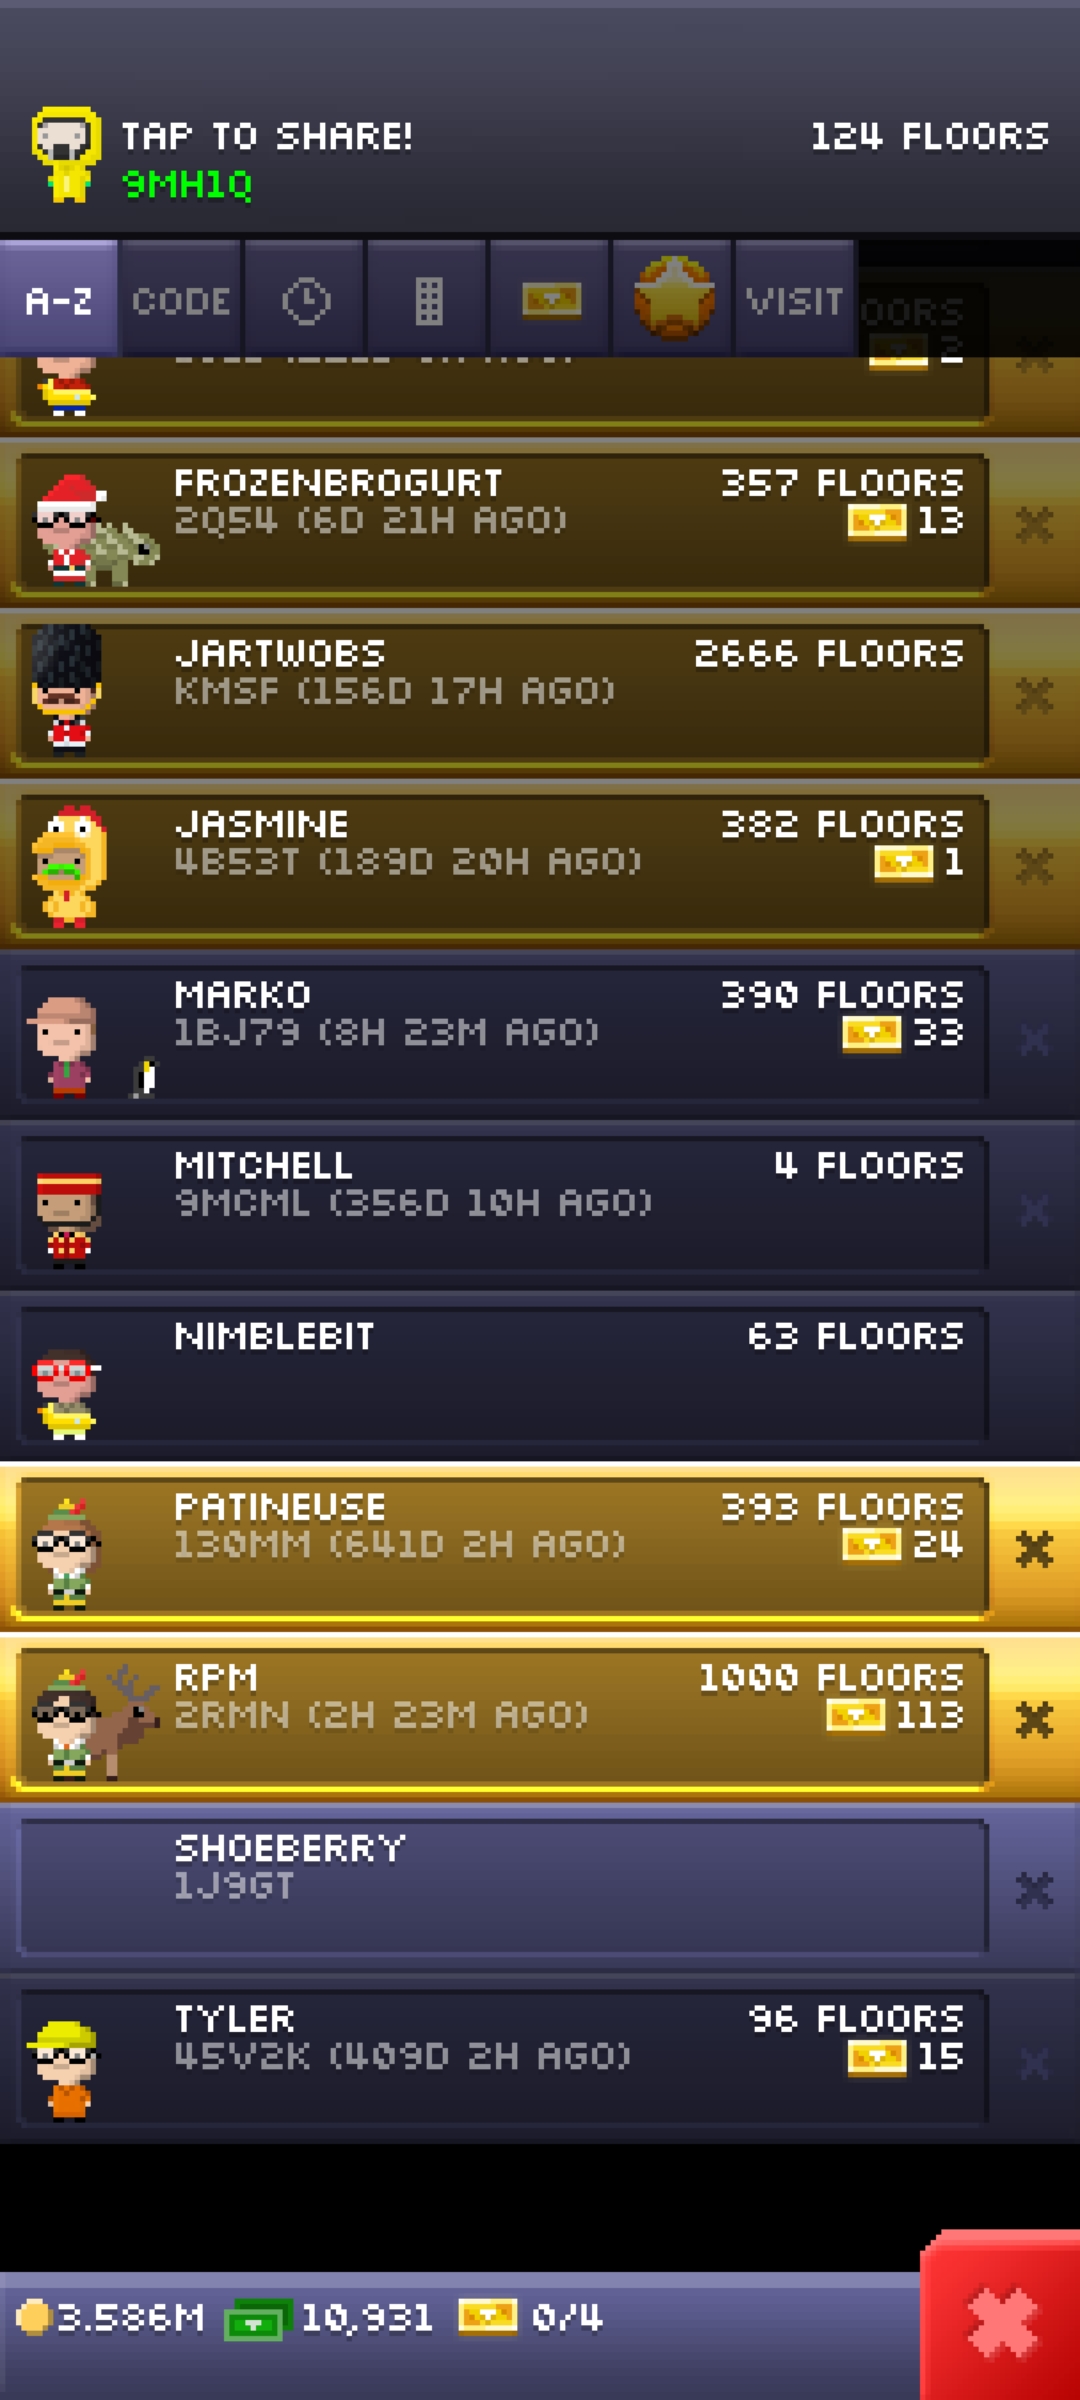 TAP TO SHARE!
124 FLOORS
9MH1Q
A-Z CODE VISIT
2
FROZENBROGURT 357 FLOORS
2Q54 (6D 21H AGO) 13
JARTWOBS 2666 FLOORS
KMSF (156D 17H AGO)
JASMINE 382 FLOORS
4B53T (189D 20H AGO) 1
MARKO 390 FLOORS
1BJ79 (8H 23M AGO) 33
MITCHELL 4 FLOORS
9MCML (356D 10H AGO)
NIMBLEBIT 63 FLOORS
PATINEUSE 393 FLOORS
130MM (641D 2H AGO) 24
RPM 1000 FLOORS
2RMN (2H 23M AGO) 113
SHOEBERRY
1J9GT
TYLER 96 FLOORS
45V2K (409D 2H AGO) 15
3.586M 10,931 0/4